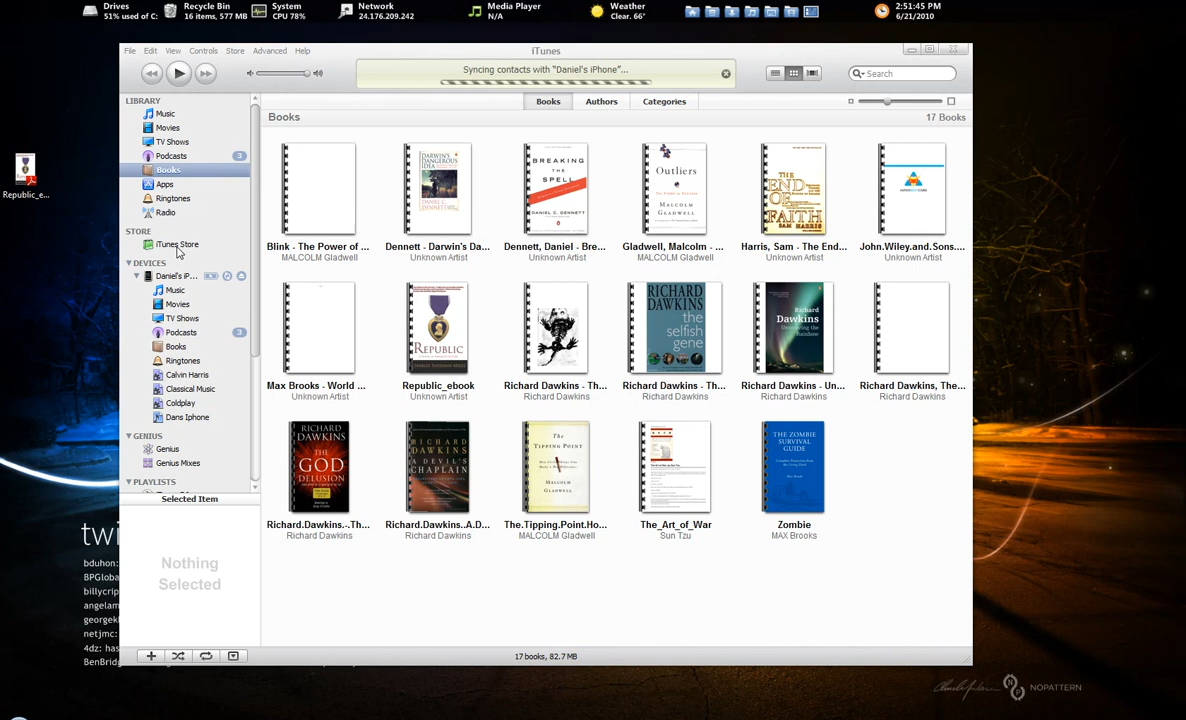 Drives
51% used of C:
Recycle Bin
16 items, 577 MB
System
CPU 78%
Network
24.176.209.242
Media Player
N/A
Weather
Clear. 66°
2:51:45 PM
6/21/2010
File Edit View Controls Store Advanced Help
iTunes
Syncing contacts with “Daniel's iPhone”...
Search
Books Authors Categories
Books
17 Books
LIBRARY
Music
Movies
TV Shows
Podcasts 3
Books
Apps
Ringtones
Radio
STORE
iTunes Store
DEVICES
Daniel's iP...
Music
Movies
TV Shows
Podcasts 3
Books
Ringtones
Calvin Harris
Classical Music
Coldplay
Dans Iphone
GENIUS
Genius
Genius Mixes
PLAYLISTS
Selected Item
Nothing
Selected
Republic_e...
DARWIN'S
DANGEROUS
IDEA
BREAKING
THE
SPELL
DANIEL C. DENNETT
Outliers
MALCOLM
GLADWELL
THE
END
OF
FAITH
SAM HARRIS
Blink - The Power of ...
MALCOLM Gladwell
Dennett - Darwin's Da...
Unknown Artist
Dennett, Daniel - Bre...
Unknown Artist
Gladwell, Malcolm - ...
MALCOLM Gladwell
Harris, Sam - The End...
Unknown Artist
John.Wiley.and.Sons....
Unknown Artist
REPUBLIC
RICHARD
DAWKINS
the
selfish
gene
Richard
Dawkins
Unweaving the
Rainbow
Max Brooks - World ...
Unknown Artist
Republic_ebook
Unknown Artist
Richard Dawkins - Th...
Richard Dawkins
Richard Dawkins - Th...
Richard Dawkins
Richard Dawkins - Un...
Richard Dawkins
Richard Dawkins, The...
Richard Dawkins
RICHARD
DAWKINS
THE
GOD
DELUSION
RICHARD
DAWKINS
A DEVIL'S
CHAPLAIN
The
TIPPING
POINT
MALCOLM
GLADWELL
THE ZOMBIE
SURVIVAL
GUIDE
Max Brooks
Richard.Dawkins.-.Th...
Richard Dawkins
Richard.Dawkins..A.D...
Richard Dawkins
The.Tipping.Point.Ho...
MALCOLM Gladwell
The_Art_of_War
Sun Tzu
Zombie
MAX Brooks
17 books, 82.7 MB
twi
bduhon:
BPGloba
billycrip
angelam
georgek
netjmc:
4dz: has
BenBridg
NOPATTERN